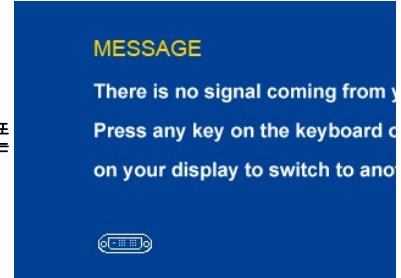 MESSAGE
There is no signal coming from
Press any key on the keyboard
on your display to switch to